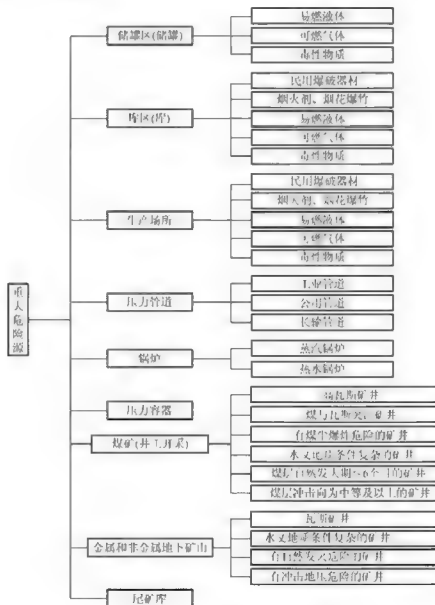 储罐区(储罐)
易燃液体
可燃气体
毒性物质
库区(库)
民用爆破器材
烟火剂、烟花爆竹
易燃液体
可燃气体
毒性物质
生产场所
民用爆破器材
烟火剂、烟花爆竹
易燃液体
可燃气体
毒性物质
重大危险源
压力管道
工业管道
公用管道
长输管道
锅炉
蒸汽锅炉
热水锅炉
压力容器
煤矿(井工开采)
高瓦斯矿井
煤与瓦斯突出矿井
有煤尘爆炸危险的矿井
水文地质条件复杂的矿井
煤层自然发火期≤6个月的矿井
煤层冲击倾向为中等及以上的矿井
金属和非金属地下矿山
瓦斯矿井
水文地质条件复杂的矿井
有自然发火危险的矿井
有冲击地压危险的矿井
尾矿库